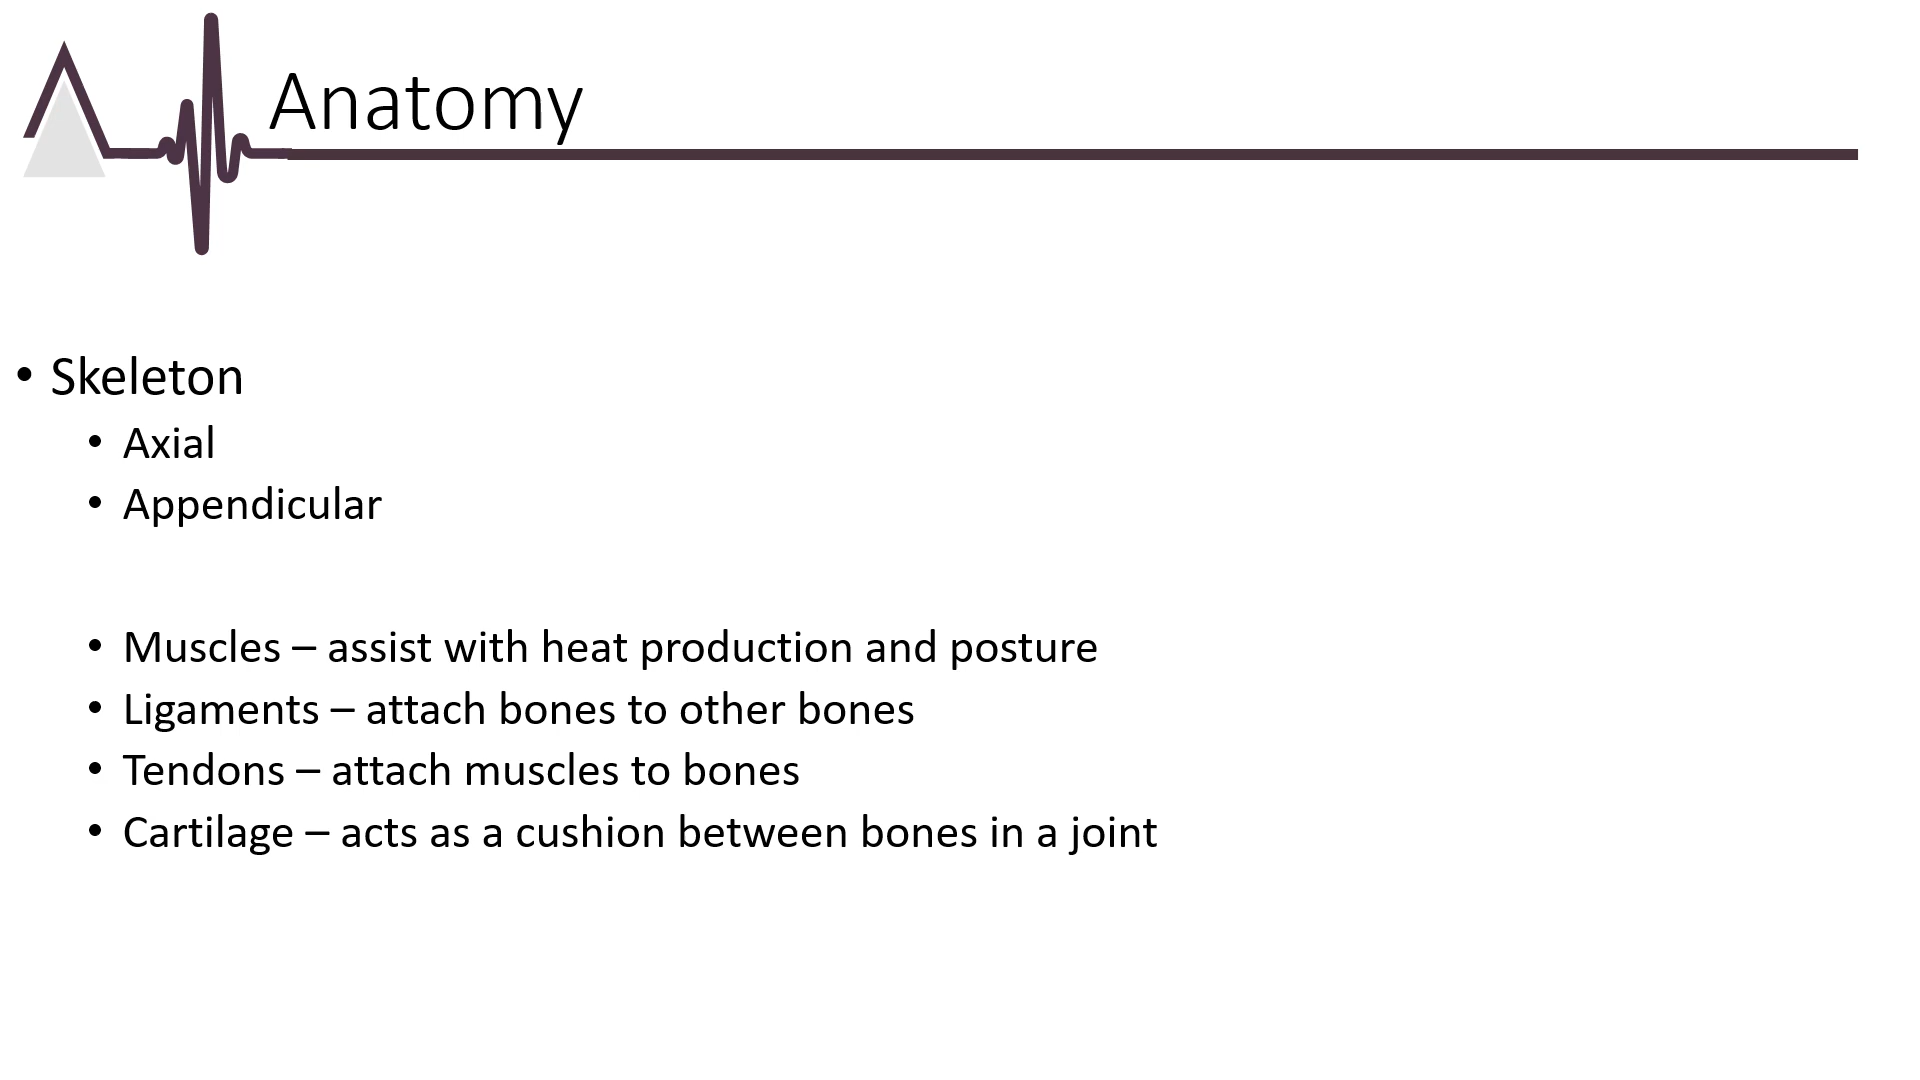 Anatomy
• Skeleton
• Axial
• Appendicular
• Muscles – assist with heat production and posture
• Ligaments – attach bones to other bones
• Tendons – attach muscles to bones
• Cartilage – acts as a cushion between bones in a joint